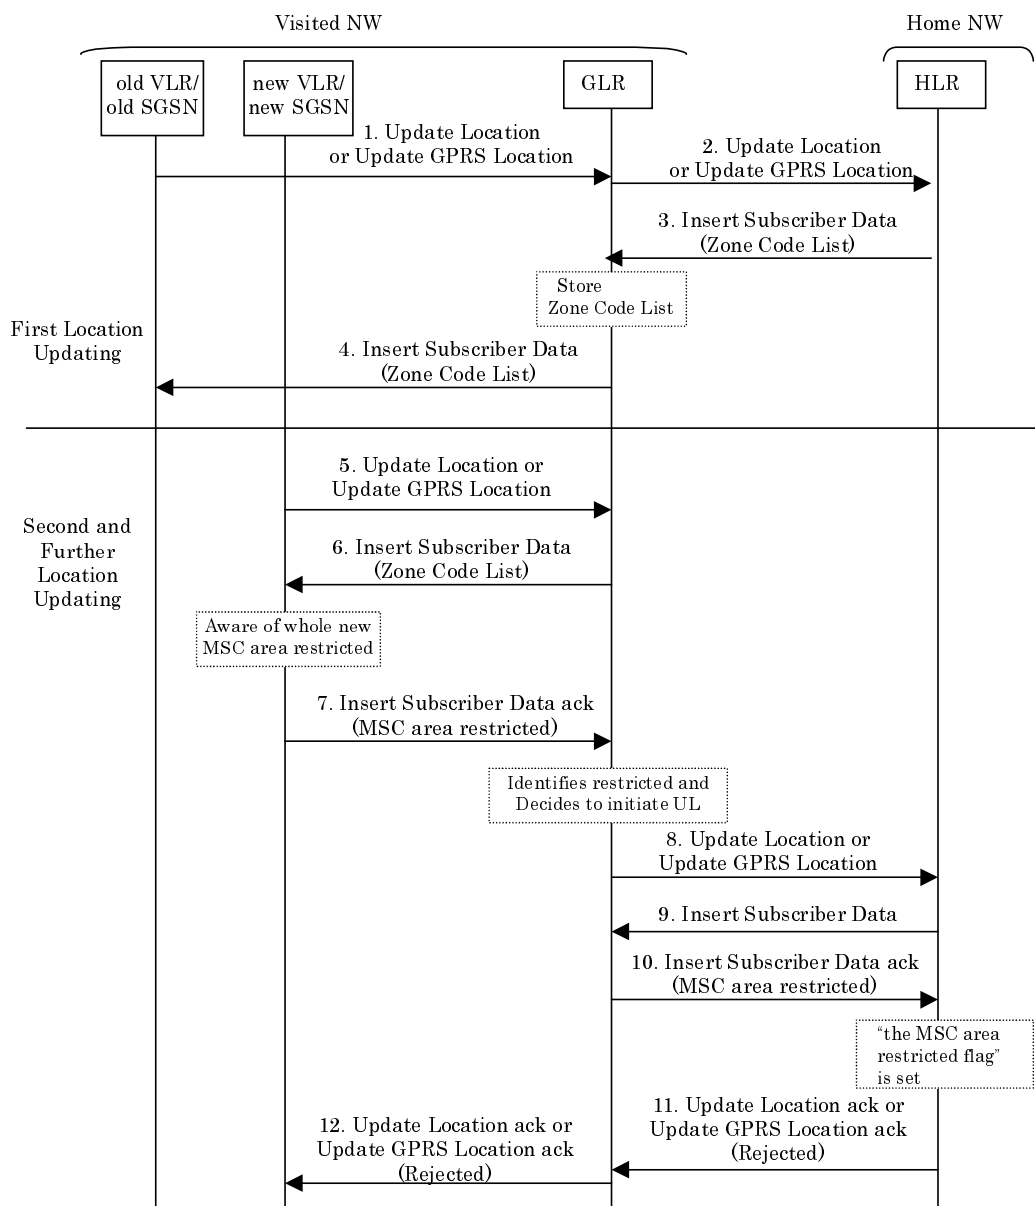 Visited NW
Home NW
old VLR/
old SGSN
new VLR/
new SGSN
GLR
HLR
1. Update Location
or Update GPRS Location
2. Update Location
or Update GPRS Location
3. Insert Subscriber Data
(Zone Code List)
Store
Zone Code List
First Location
Updating
4. Insert Subscriber Data
(Zone Code List)
5. Update Location or
Update GPRS Location
Second and
Further
Location
Updating
6. Insert Subscriber Data
(Zone Code List)
Aware of whole new
MSC area restricted
7. Insert Subscriber Data ack
(MSC area restricted)
Identifies restricted and
Decides to initiate UL
8. Update Location or
Update GPRS Location
9. Insert Subscriber Data
10. Insert Subscriber Data ack
(MSC area restricted)
“the MSC area
restricted flag”
is set
11. Update Location ack or
Update GPRS Location ack
(Rejected)
12. Update Location ack or
Update GPRS Location ack
(Rejected)